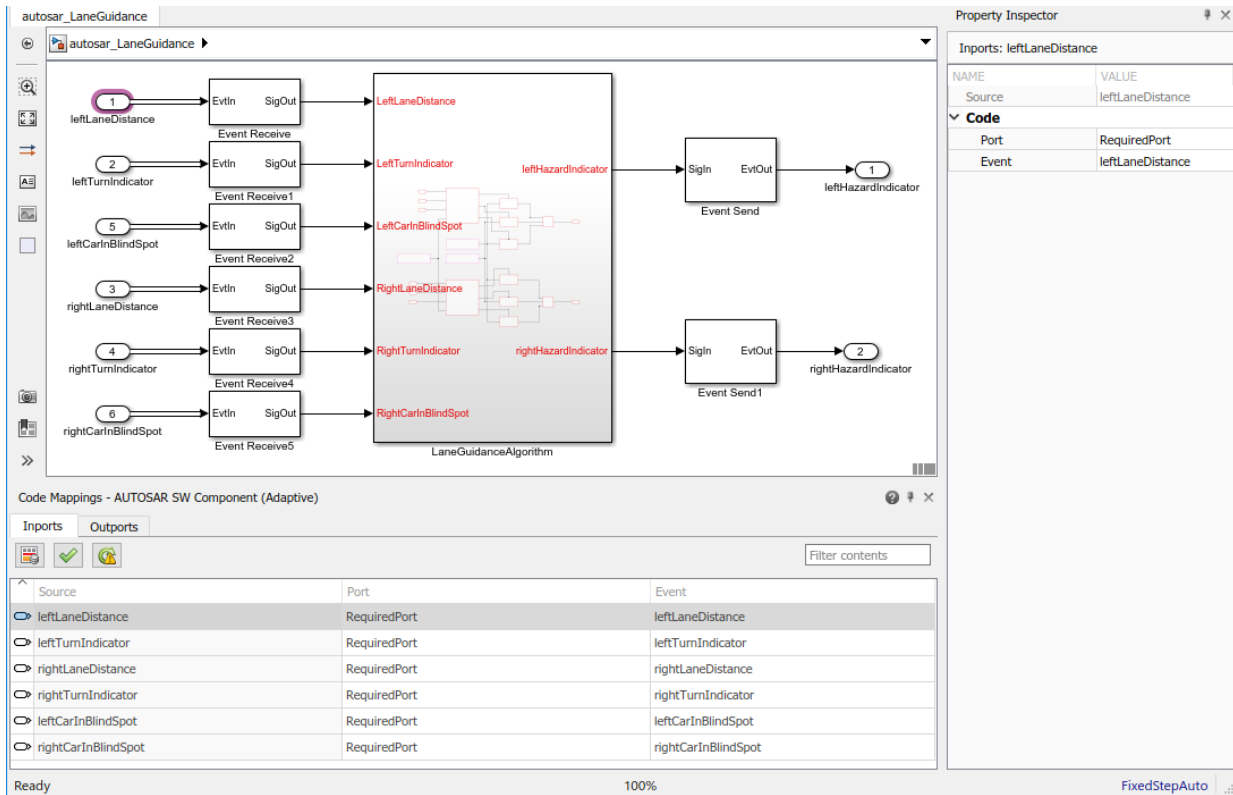 autosar_LaneGuidance
autosar_LaneGuidance
1
leftLaneDistance
EvtIn SigOut
Event Receive
LeftLaneDistance
2
leftTurnIndicator
EvtIn SigOut
Event Receive1
LeftTurnIndicator
5
leftCarInBlindSpot
EvtIn SigOut
Event Receive2
LeftCarInBlindSpot
3
rightLaneDistance
EvtIn SigOut
Event Receive3
RightLaneDistance
4
rightTurnIndicator
EvtIn SigOut
Event Receive4
RightTurnIndicator
6
rightCarInBlindSpot
EvtIn SigOut
Event Receive5
RightCarInBlindSpot
leftHazardIndicator
rightHazardIndicator
LaneGuidanceAlgorithm
SigIn EvtOut
Event Send
1
leftHazardIndicator
SigIn EvtOut
Event Send1
2
rightHazardIndicator
Property Inspector
Inports: leftLaneDistance
NAME VALUE
Source leftLaneDistance
Code
Port RequiredPort
Event leftLaneDistance
Code Mappings - AUTOSAR SW Component (Adaptive)
Inports Outports
Filter contents
Source Port Event
leftLaneDistance RequiredPort leftLaneDistance
leftTurnIndicator RequiredPort leftTurnIndicator
rightLaneDistance RequiredPort rightLaneDistance
rightTurnIndicator RequiredPort rightTurnIndicator
leftCarInBlindSpot RequiredPort leftCarInBlindSpot
rightCarInBlindSpot RequiredPort rightCarInBlindSpot
Ready 100% FixedStepAuto